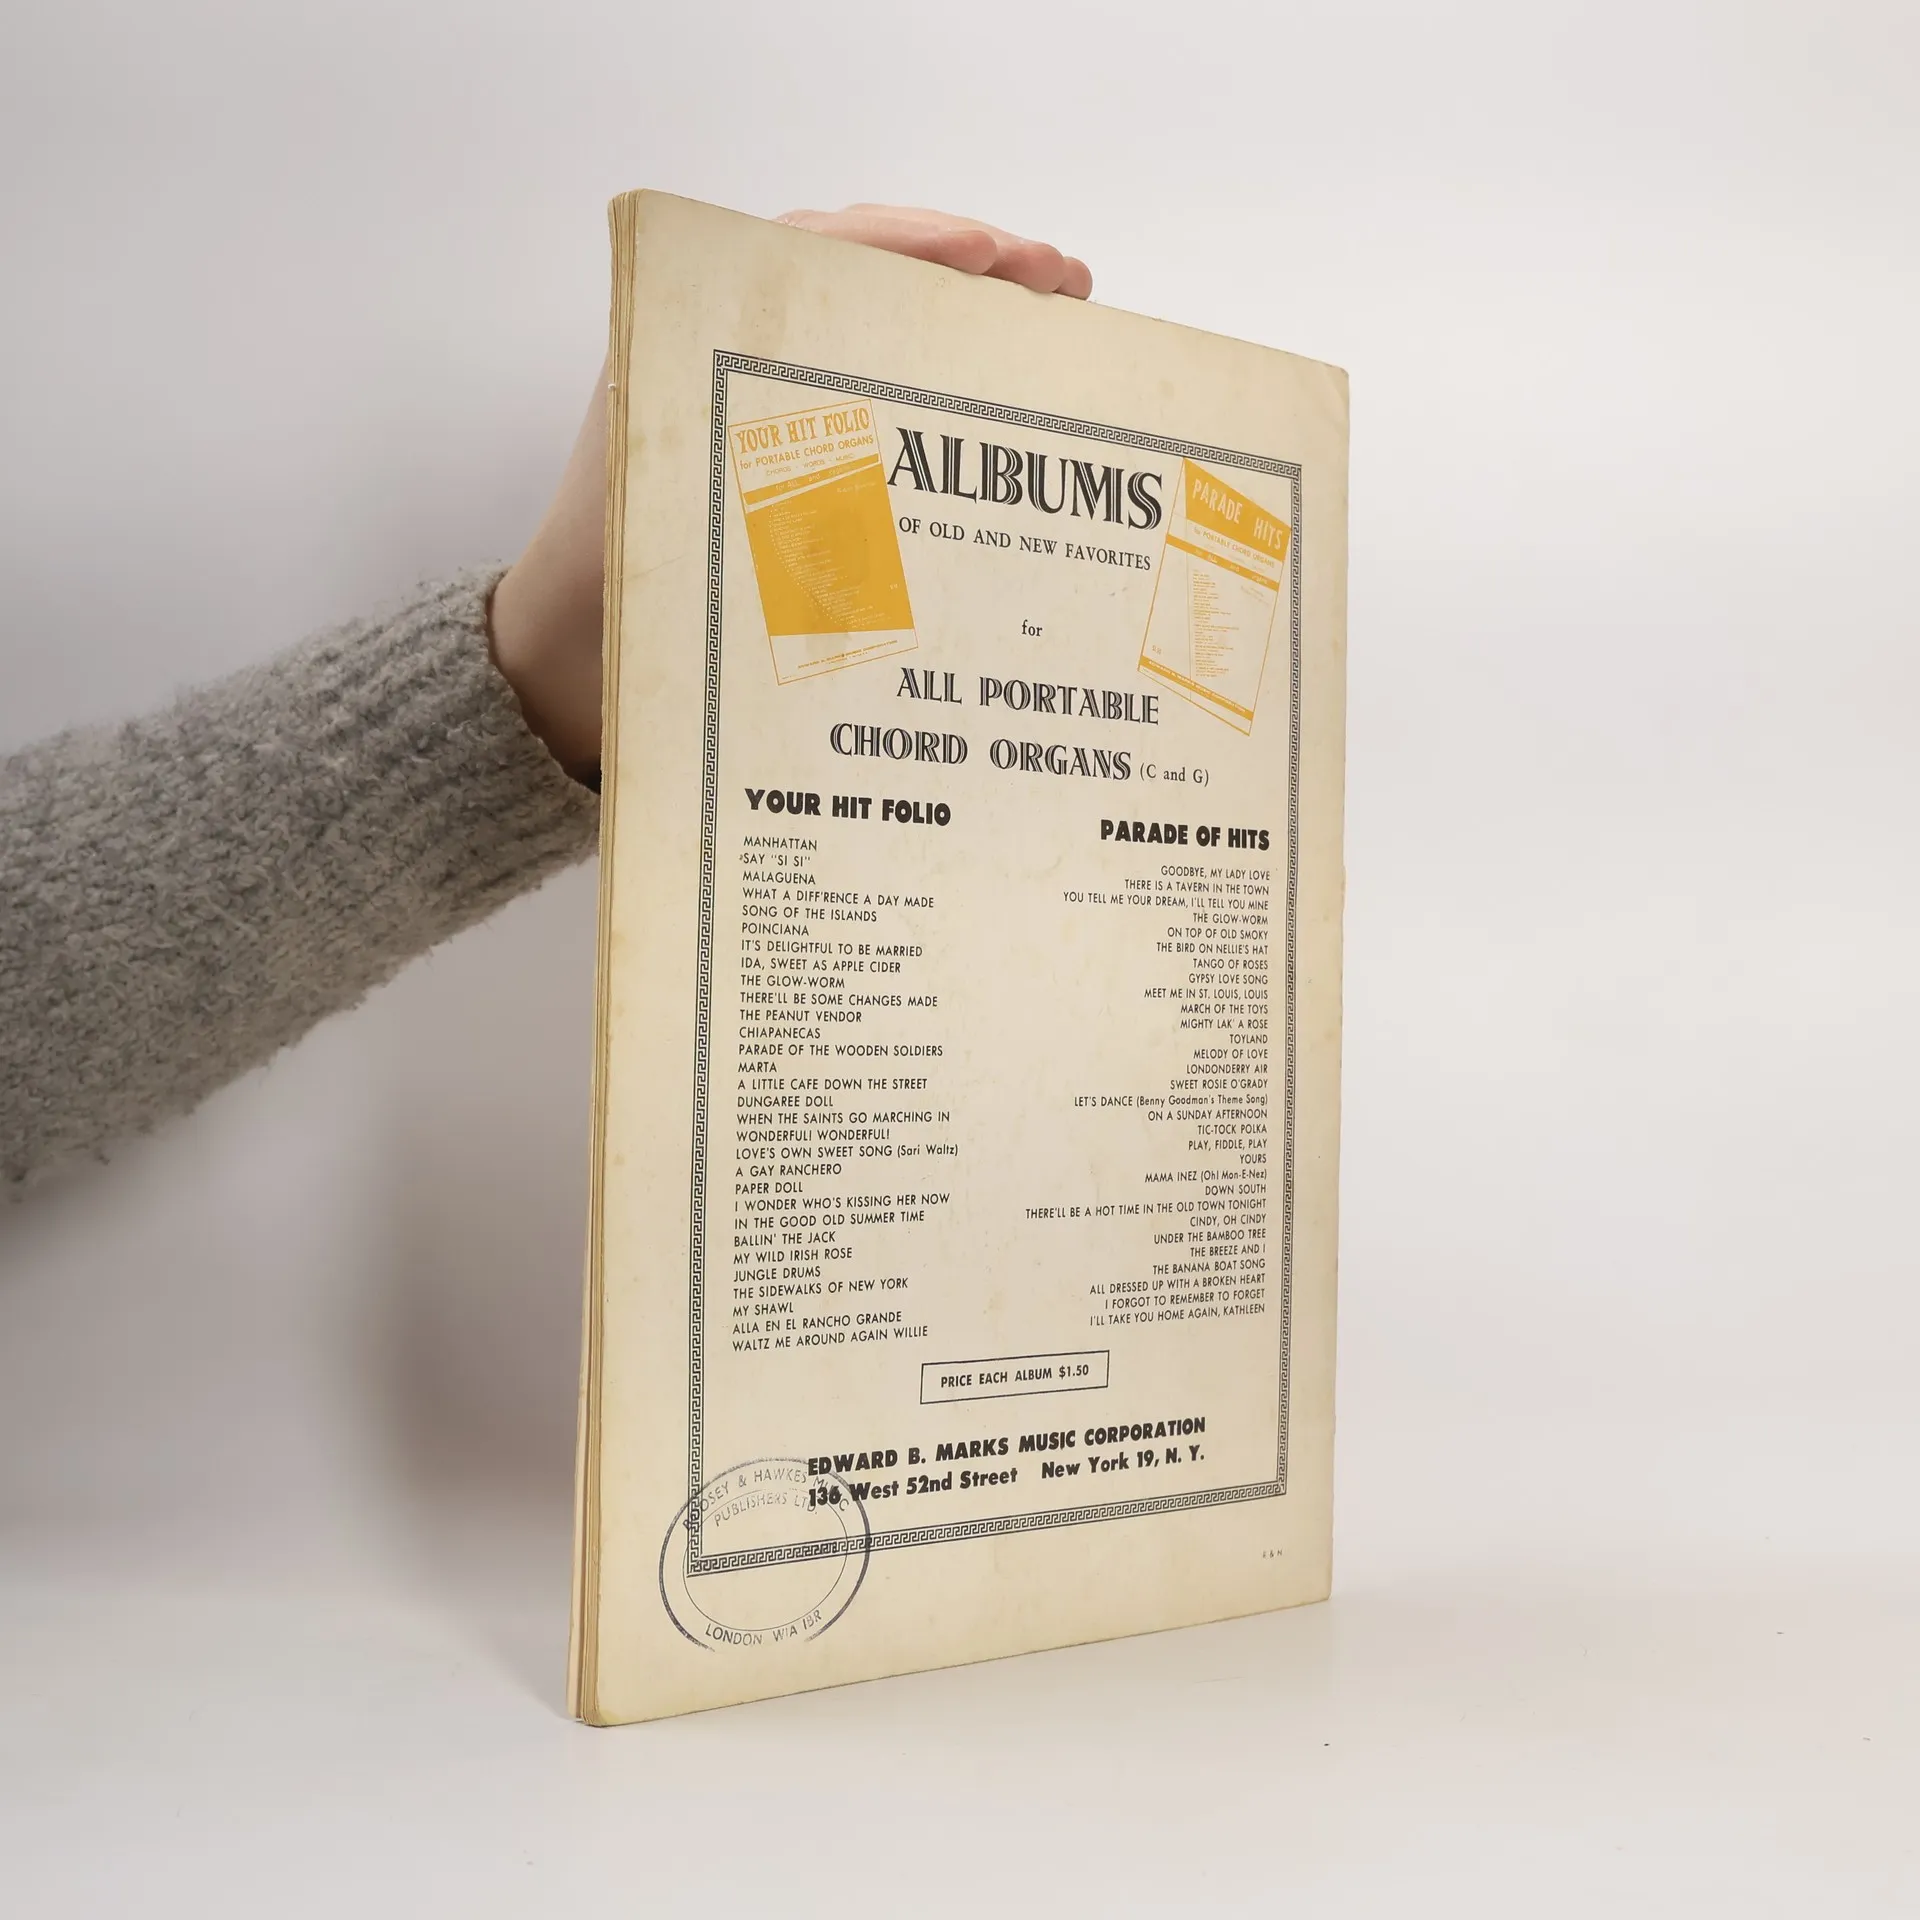 YOUR HIT FOLIO
for PORTABLE CHORD ORGANS
CHORDS - WORDS - MUSIC
PARADE HITS
for PORTABLE CHORD ORGANS
ALBUMS
OF OLD AND NEW FAVORITES
for
ALL PORTABLE
CHORD ORGANS (C and G)
YOUR HIT FOLIO
MANHATTAN
SAY "SI SI"
MALAGUENA
WHAT A DIFF'RENCE A DAY MADE
SONG OF THE ISLANDS
POINCIANA
IT'S DELIGHTFUL TO BE MARRIED
IDA, SWEET AS APPLE CIDER
THE GLOW-WORM
THERE'LL BE SOME CHANGES MADE
THE PEANUT VENDOR
CHIAPANECAS
PARADE OF THE WOODEN SOLDIERS
MARTA
A LITTLE CAFE DOWN THE STREET
DUNGAREE DOLL
WHEN THE SAINTS GO MARCHING IN
WONDERFUL! WONDERFUL!
LOVE'S OWN SWEET SONG (Sari Waltz)
A GAY RANCHERO
PAPER DOLL
I WONDER WHO'S KISSING HER NOW
IN THE GOOD OLD SUMMER TIME
BALLIN' THE JACK
MY WILD IRISH ROSE
JUNGLE DRUMS
THE SIDEWALKS OF NEW YORK
MY SHAWL
ALLA EN EL RANCHO GRANDE
WALTZ ME AROUND AGAIN WILLIE
PARADE OF HITS
GOODBYE, MY LADY LOVE
THERE IS A TAVERN IN THE TOWN
YOU TELL ME YOUR DREAM, I'LL TELL YOU MINE
THE GLOW-WORM
ON TOP OF OLD SMOKY
THE BIRD ON NELLIE'S HAT
TANGO OF ROSES
GYPSY LOVE SONG
MEET ME IN ST. LOUIS, LOUIS
MARCH OF THE TOYS
MIGHTY LAK' A ROSE
TOYLAND
MELODY OF LOVE
LONDONDERRY AIR
SWEET ROSIE O'GRADY
LET'S DANCE (Benny Goodman's Theme Song)
ON A SUNDAY AFTERNOON
TIC-TOCK POLKA
PLAY, FIDDLE, PLAY
YOURS
MAMA INEZ (Oh! Mom-E-Nez)
DOWN SOUTH
THERE'LL BE A HOT TIME IN THE OLD TOWN TONIGHT
CINDY, OH CINDY
UNDER THE BAMBOO TREE
THE BREEZE AND I
THE BANANA BOAT SONG
ALL DRESSED UP WITH A BROKEN HEART
I FORGOT TO REMEMBER TO FORGET
I'LL TAKE YOU HOME AGAIN, KATHLEEN
PRICE EACH ALBUM $1.50
EDWARD B. MARKS MUSIC CORPORATION
136 West 52nd Street New York 19, N. Y.
BOOSEY & HAWKES MUSIC
PUBLISHERS LTD.
LONDON W1A 1BR